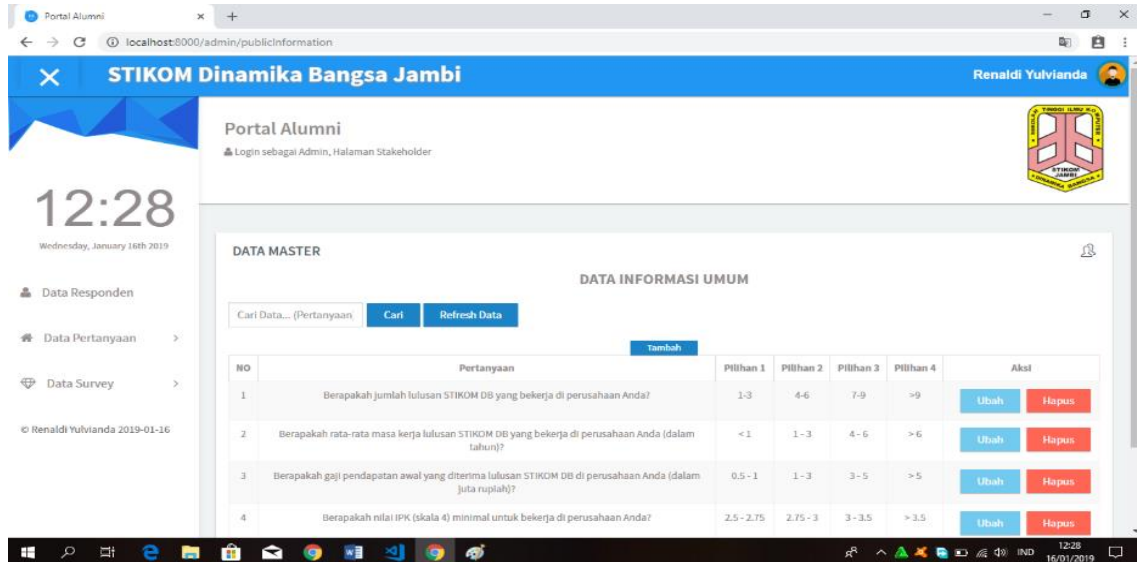 Portal Alumni
localhost:8000/admin/publicInformation
STIKOM Dinamika Bangsa Jambi
Renaldi Yulvianda
Portal Alumni
Login sebagai Admin, Halaman Stakeholder
STIKOM
JAMBI
12:28
Wednesday, January 16th 2019
Data Responden
Data Pertanyaan
Data Survey
© Renaldi Yulvianda 2019-01-16
DATA MASTER
DATA INFORMASI UMUM
Cari Data... (Pertanyaan) Cari Refresh Data
Tambah
NO Pertanyaan Pilihan 1 Pilihan 2 Pilihan 3 Pilihan 4 Aksi
1 Berapakah jumlah lulusan STIKOM DB yang bekerja di perusahaan Anda? 1-3 4-6 7-9 >9 Ubah Hapus
2 Berapakah rata-rata masa kerja lulusan STIKOM DB yang bekerja di perusahaan Anda (dalam
tahun)? < 1 1 - 3 4 - 6 > 6 Ubah Hapus
3 Berapakah gaji pendapatan awal yang diterima lulusan STIKOM DB di perusahaan Anda (dalam
juta rupiah)? 0.5 - 1 1 - 3 3 - 5 > 5 Ubah Hapus
4 Berapakah nilai IPK (skala 4) minimal untuk bekerja di perusahaan Anda? 2.5 - 2.75 2.75 - 3 3 - 3.5 > 3.5 Ubah Hapus
IND
12:28
16/01/2019